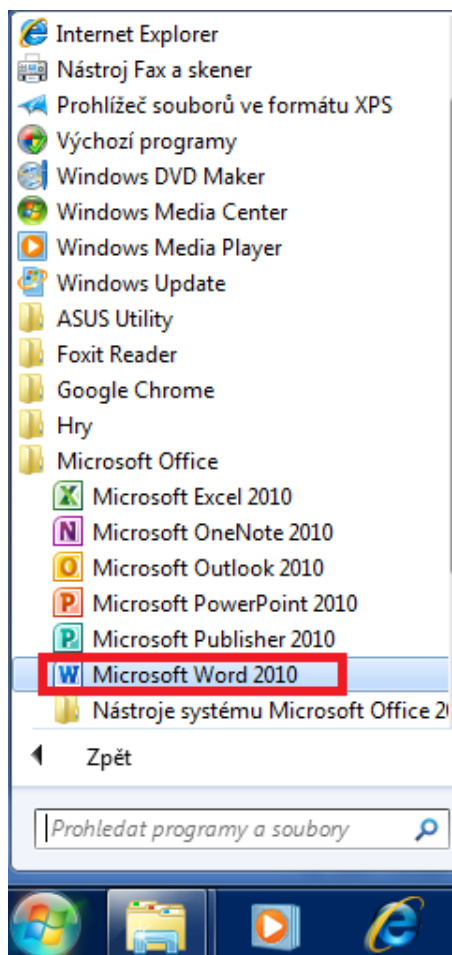 Internet Explorer
Nástroj Fax a skener
Prohlížeč souborů ve formátu XPS
Výchozí programy
Windows DVD Maker
Windows Media Center
Windows Media Player
Windows Update
ASUS Utility
Foxit Reader
Google Chrome
Hry
Microsoft Office
Microsoft Excel 2010
Microsoft OneNote 2010
Microsoft Outlook 2010
Microsoft PowerPoint 2010
Microsoft Publisher 2010
Microsoft Word 2010
Nástroje systému Microsoft Office
Zpět
Prohledat programy a soubory